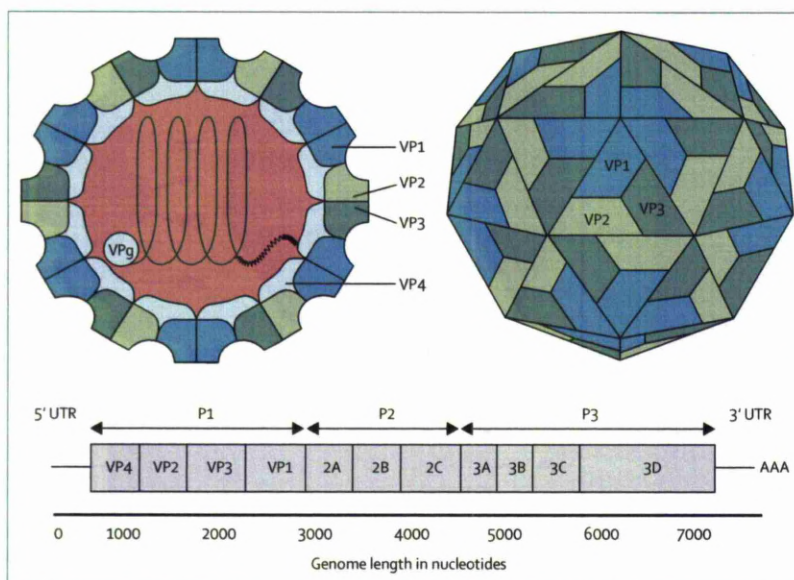 VP1
VP2
VP3
VPg
VP4
VP1
VP2
VP3
5' UTR P1 P2 P3 3' UTR
VP4 VP2 VP3 VP1 2A 2B 2C 3A 3B 3C 3D AAA
0 1000 2000 3000 4000 5000 6000 7000
Genome length in nucleotides